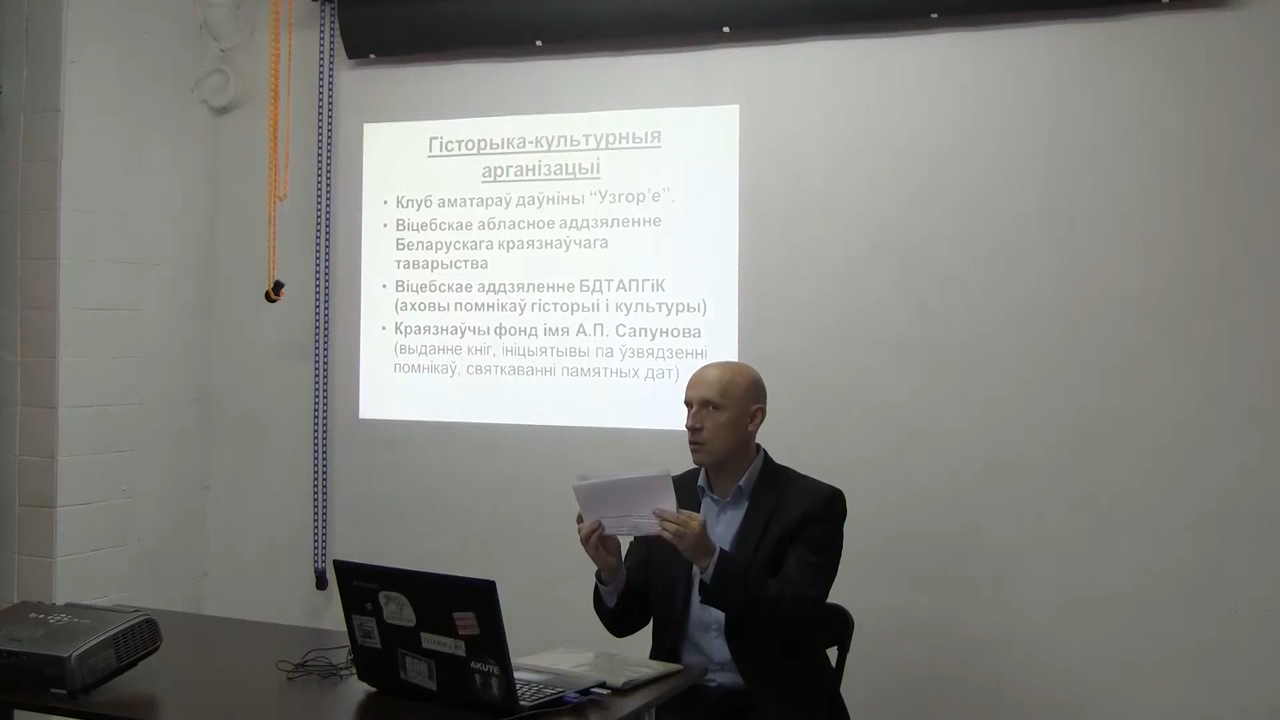 Гісторыка-культурныя
арганізацыі
• Клуб аматараў даўніны “Узгор’е”.
• Віцебскае абласное аддзяленне
Беларускага краязнаўчага
таварыства
• Віцебскае аддзяленне БДТАПГіК
(аховы помнікаў гісторыі і культуры)
• Краязнаўчы фонд імя А.П. Сапунова
(выданне кніг, ініцыятывы па ўзвядзенні
помнікаў, святкаванні памятных дат)
AKUTE